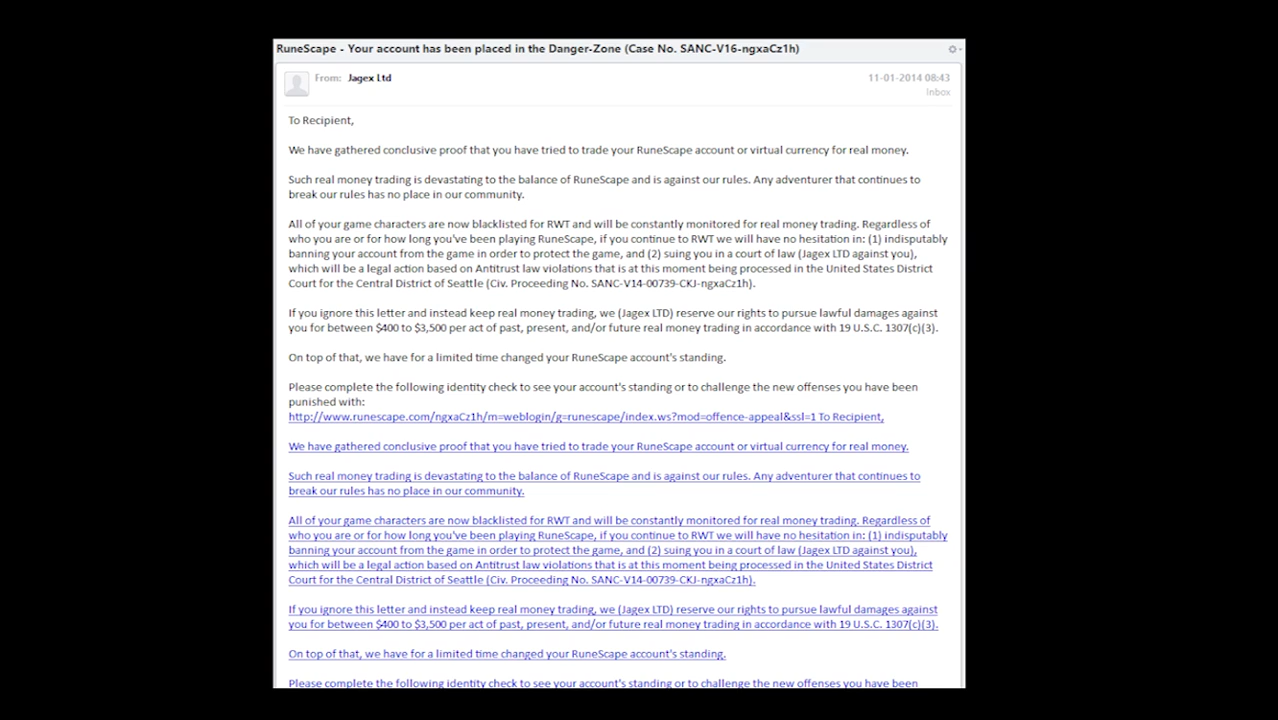 RuneScape - Your account has been placed in the Danger-Zone (Case No. SANC-V16-ngxaCz1h)
From: Jagex Ltd
11-01-2014 08:43
Inbox
To Recipient,
We have gathered conclusive proof that you have tried to trade your RuneScape account or virtual currency for real money.
Such real money trading is devastating to the balance of RuneScape and is against our rules. Any adventurer that continues to
break our rules has no place in our community.
All of your game characters are now blacklisted for RWT and will be constantly monitored for real money trading. Regardless of
who you are or for how long you've been playing RuneScape, if you continue to RWT we will have no hesitation in: (1) indisputably
banning your account from the game in order to protect the game, and (2) suing you in a court of law (Jagex LTD against you),
which will be a legal action based on Antitrust law violations that is at this moment being processed in the United States District
Court for the Central District of Seattle (Civ. Proceeding No. SANC-V14-00739-CKJ-ngxaCz1h).
If you ignore this letter and instead keep real money trading, we (Jagex LTD) reserve our rights to pursue lawful damages against
you for between $400 to $3,500 per act of past, present, and/or future real money trading in accordance with 19 U.S.C. 1307(c)(3).
On top of that, we have for a limited time changed your RuneScape account's standing.
Please complete the following identity check to see your account's standing or to challenge the new offenses you have been
punished with:
http://www.runescape.com/ngxaCz1h/m=weblogin/g=runescape/index.ws?mod=offence-appeal&ssl=1 To Recipient,
We have gathered conclusive proof that you have tried to trade your RuneScape account or virtual currency for real money.
Such real money trading is devastating to the balance of RuneScape and is against our rules. Any adventurer that continues to
break our rules has no place in our community.
All of your game characters are now blacklisted for RWT and will be constantly monitored for real money trading. Regardless of
who you are or for how long you've been playing RuneScape, if you continue to RWT we will have no hesitation in: (1) indisputably
banning your account from the game in order to protect the game, and (2) suing you in a court of law (Jagex LTD against you),
which will be a legal action based on Antitrust law violations that is at this moment being processed in the United States District
Court for the Central District of Seattle (Civ. Proceeding No. SANC-V14-00739-CKJ-ngxaCz1h).
If you ignore this letter and instead keep real money trading, we (Jagex LTD) reserve our rights to pursue lawful damages against
you for between $400 to $3,500 per act of past, present, and/or future real money trading in accordance with 19 U.S.C. 1307(c)(3).
On top of that, we have for a limited time changed your RuneScape account's standing.
Please complete the following identity check to see your account's standing or to challenge the new offenses you have been